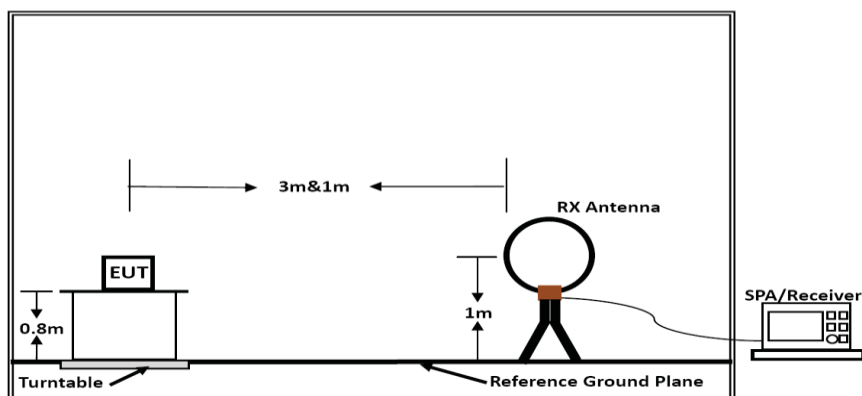 3m&1m
RX Antenna
EUT
SPA/Receiver
0.8m
1m
Turntable
Reference Ground Plane